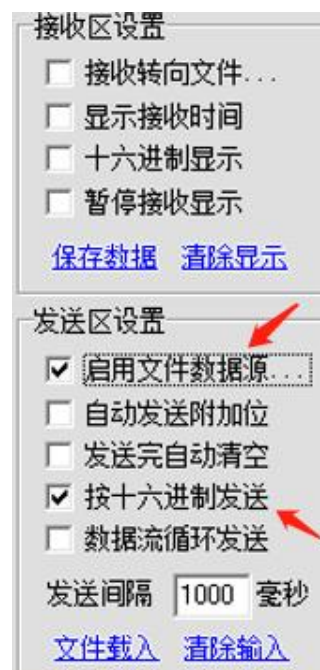 接收区设置
接收转向文件...
显示接收时间
十六进制显示
暂停接收显示
保存数据 清除显示
发送区设置
启用文件数据源...
自动发送附加位
发送完自动清空
按十六进制发送
数据流循环发送
发送间隔 1000 毫秒
文件载入 清除输入